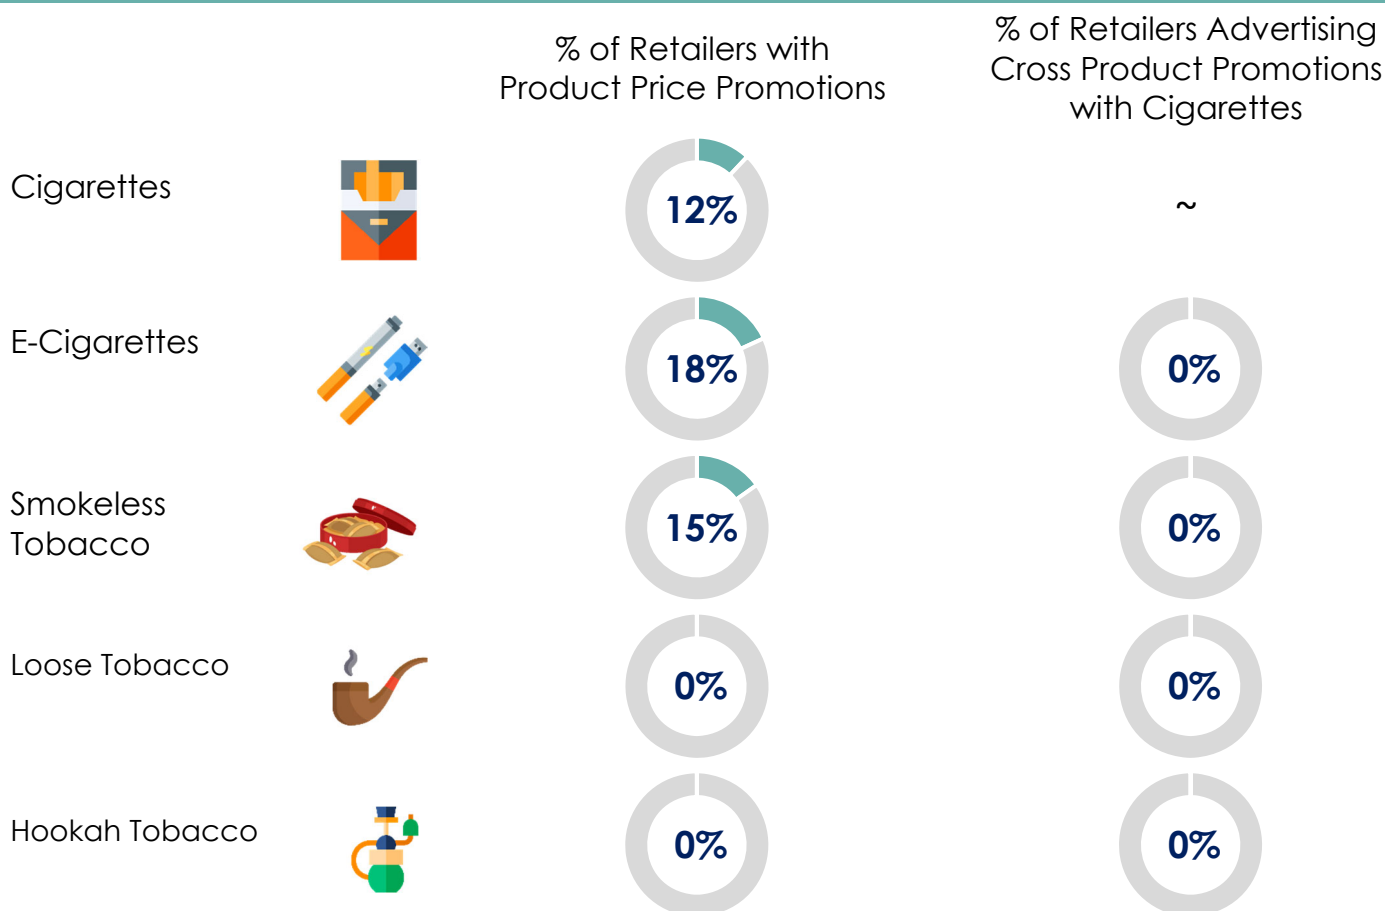 % of Retailers with
Product Price Promotions
% of Retailers Advertising
Cross Product Promotions
with Cigarettes
Cigarettes
12%
~
E-Cigarettes
18%
0%
Smokeless
Tobacco
15%
0%
Loose Tobacco
0%
0%
Hookah Tobacco
0%
0%